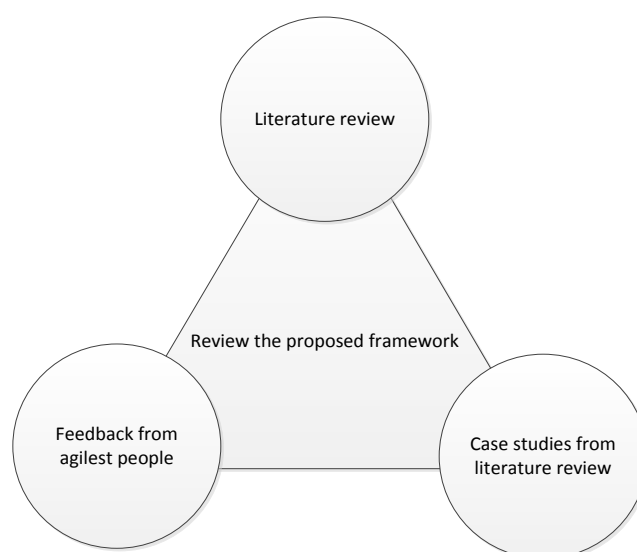 Literature review
Review the proposed framework
Feedback from
agilest people
Case studies from
literature review